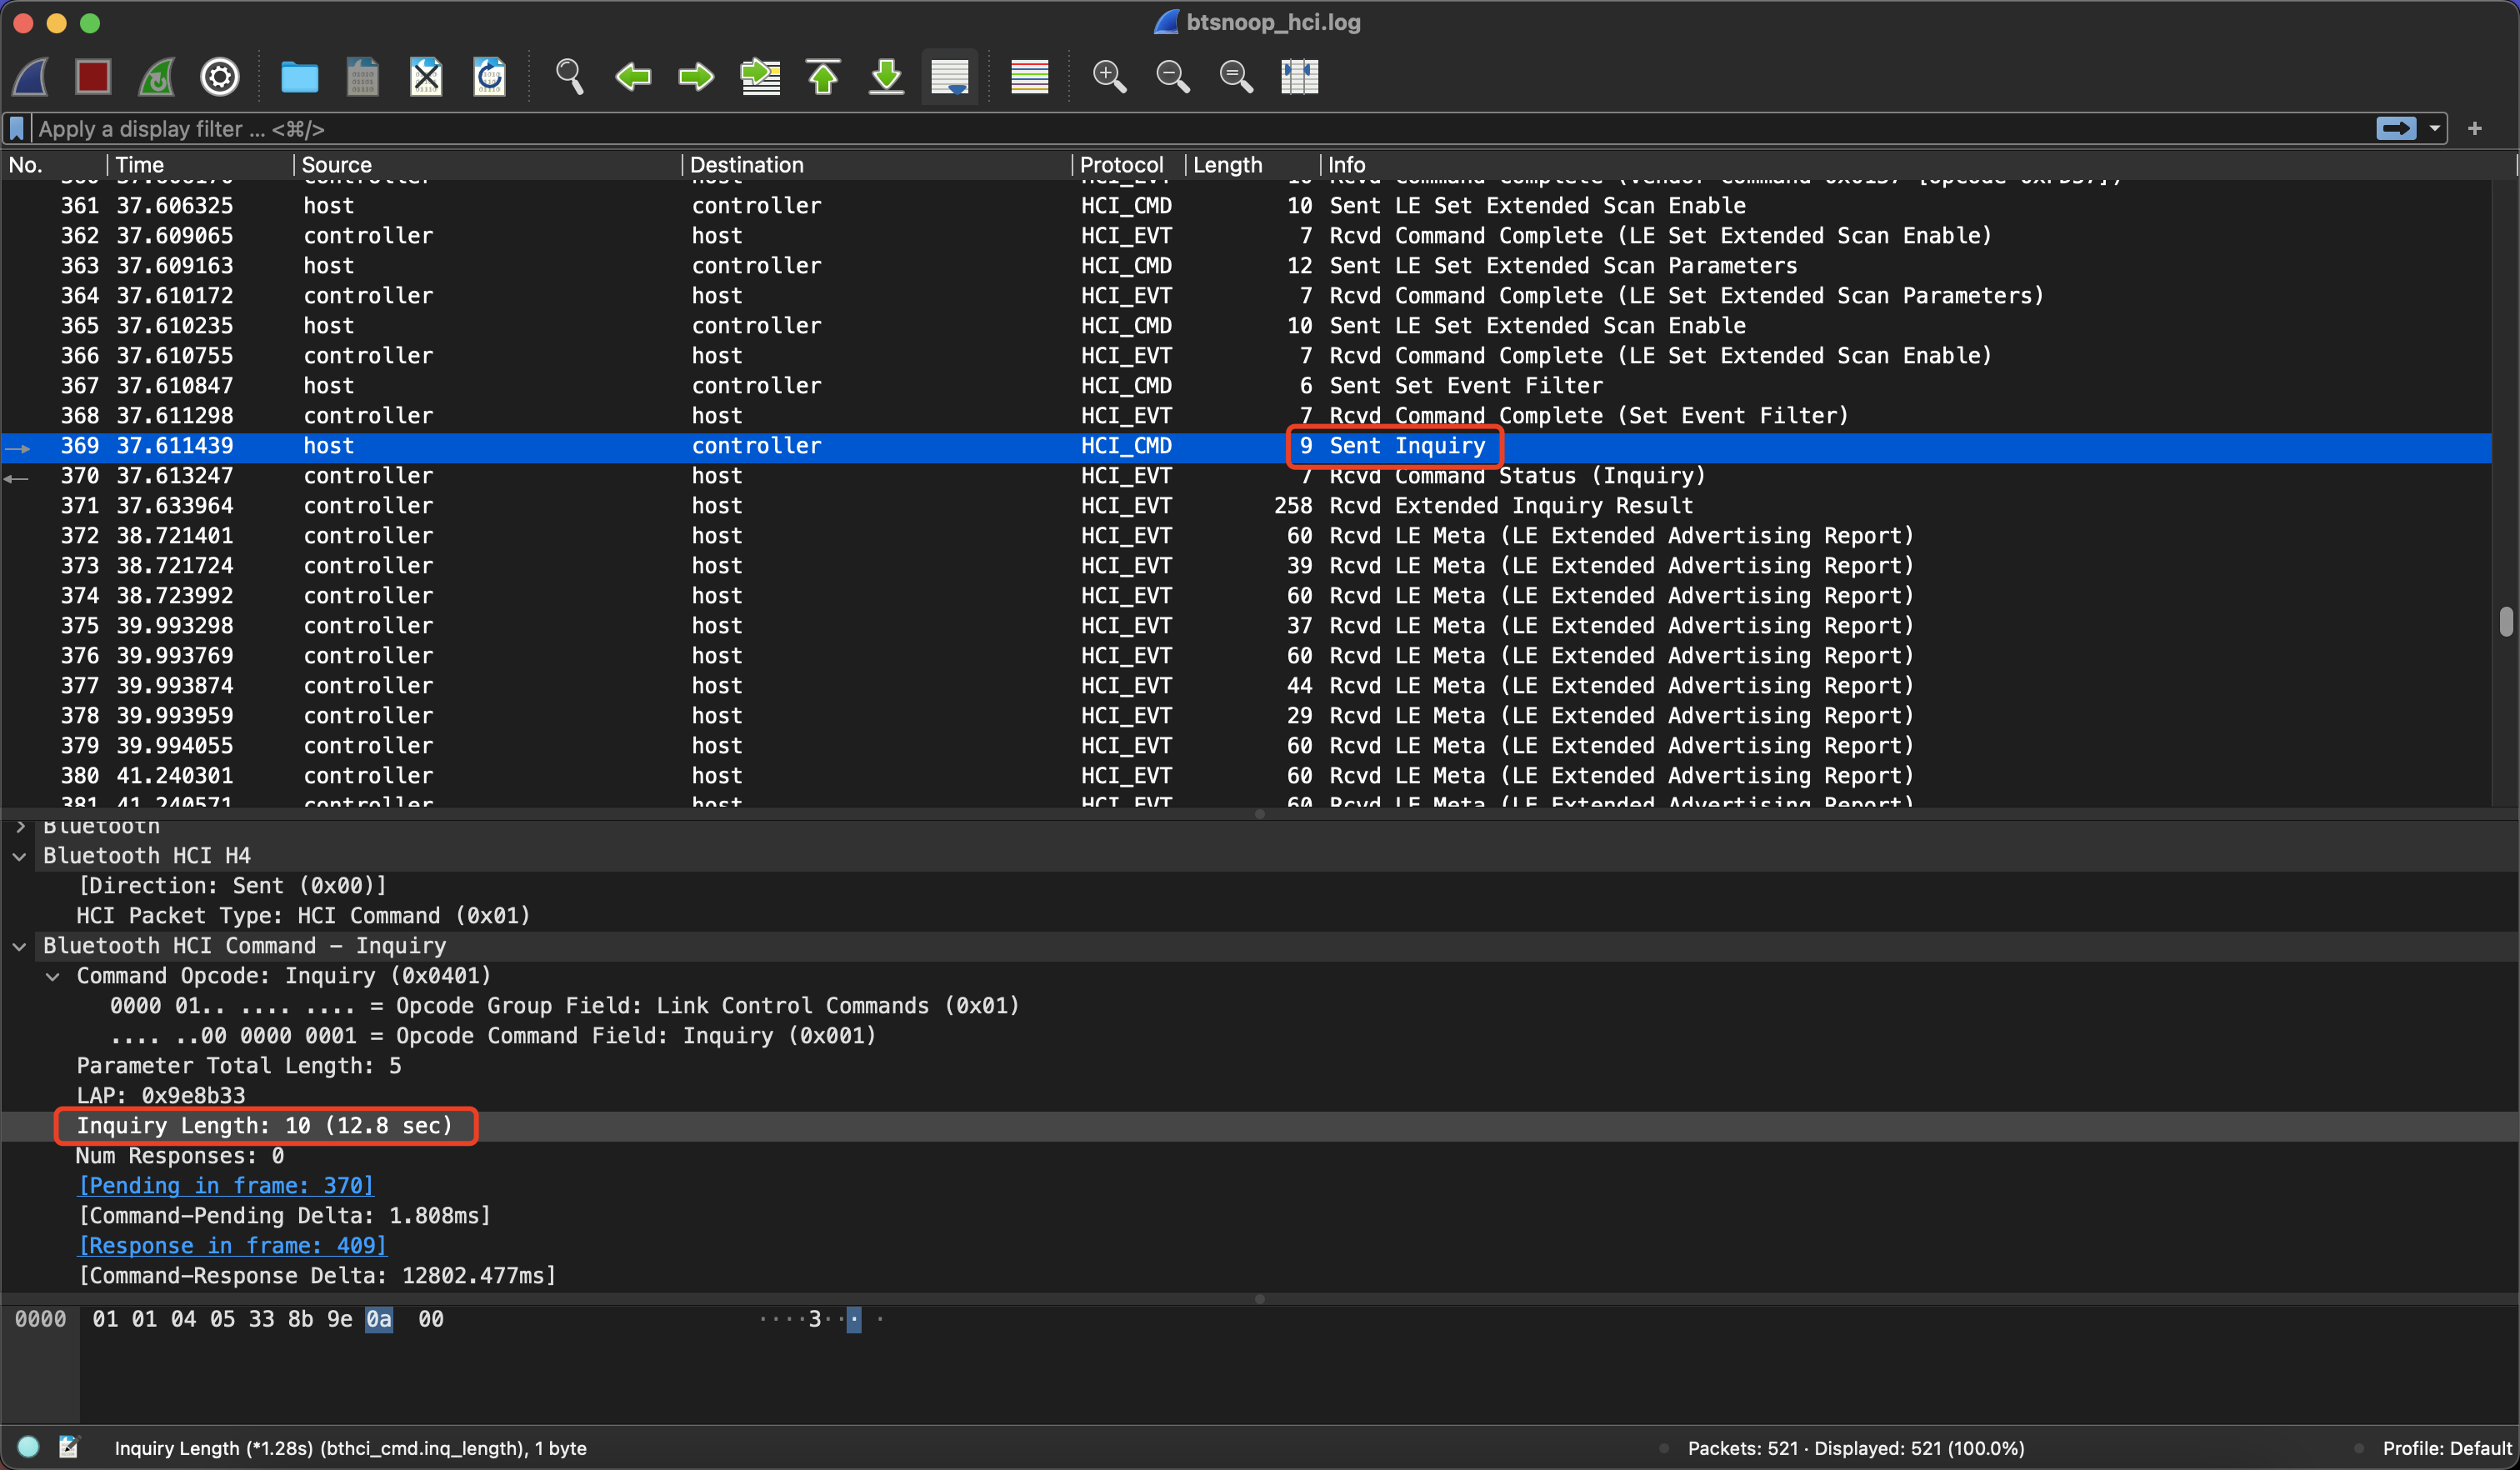 btsnoop_hci.log
Apply a display filter ... <⌘/>
No. Time Source Destination Protocol Length Info
361 37.606325 host controller HCI_CMD 10 Sent LE Set Extended Scan Enable
362 37.609065 controller host HCI_EVT 7 Rcvd Command Complete (LE Set Extended Scan Enable)
363 37.609163 host controller HCI_CMD 12 Sent LE Set Extended Scan Parameters
364 37.610172 controller host HCI_EVT 7 Rcvd Command Complete (LE Set Extended Scan Parameters)
365 37.610235 host controller HCI_CMD 10 Sent LE Set Extended Scan Enable
366 37.610755 controller host HCI_EVT 7 Rcvd Command Complete (LE Set Extended Scan Enable)
367 37.610847 host controller HCI_CMD 6 Sent Set Event Filter
368 37.611298 controller host HCI_EVT 7 Rcvd Command Complete (Set Event Filter)
369 37.611439 host controller HCI_CMD 9 Sent Inquiry
370 37.613247 controller host HCI_EVT 7 Rcvd Command Status (Inquiry)
371 37.633964 controller host HCI_EVT 258 Rcvd Extended Inquiry Result
372 38.721401 controller host HCI_EVT 60 Rcvd LE Meta (LE Extended Advertising Report)
373 38.721724 controller host HCI_EVT 39 Rcvd LE Meta (LE Extended Advertising Report)
374 38.723992 controller host HCI_EVT 60 Rcvd LE Meta (LE Extended Advertising Report)
375 39.993298 controller host HCI_EVT 37 Rcvd LE Meta (LE Extended Advertising Report)
376 39.993769 controller host HCI_EVT 60 Rcvd LE Meta (LE Extended Advertising Report)
377 39.993874 controller host HCI_EVT 44 Rcvd LE Meta (LE Extended Advertising Report)
378 39.993959 controller host HCI_EVT 29 Rcvd LE Meta (LE Extended Advertising Report)
379 39.994055 controller host HCI_EVT 60 Rcvd LE Meta (LE Extended Advertising Report)
380 41.240301 controller host HCI_EVT 60 Rcvd LE Meta (LE Extended Advertising Report)
381 41.240571 controller host HCI_EVT 60 Rcvd LE Meta (LE Extended Advertising Report)
Bluetooth
Bluetooth HCI H4
[Direction: Sent (0x00)]
HCI Packet Type: HCI Command (0x01)
Bluetooth HCI Command – Inquiry
Command Opcode: Inquiry (0x0401)
0000 01.. .... .... = Opcode Group Field: Link Control Commands (0x01)
.... ..00 0000 0001 = Opcode Command Field: Inquiry (0x001)
Parameter Total Length: 5
LAP: 0x9e8b33
Inquiry Length: 10 (12.8 sec)
Num Responses: 0
[Pending in frame: 370]
[Command–Pending Delta: 1.808ms]
[Response in frame: 409]
[Command–Response Delta: 12802.477ms]
0000 01 01 04 05 33 8b 9e 0a 00 ····3··· ·
Inquiry Length (*1.28s) (bthci_cmd.inq_length), 1 byte Packets: 521 · Displayed: 521 (100.0%) Profile: Default